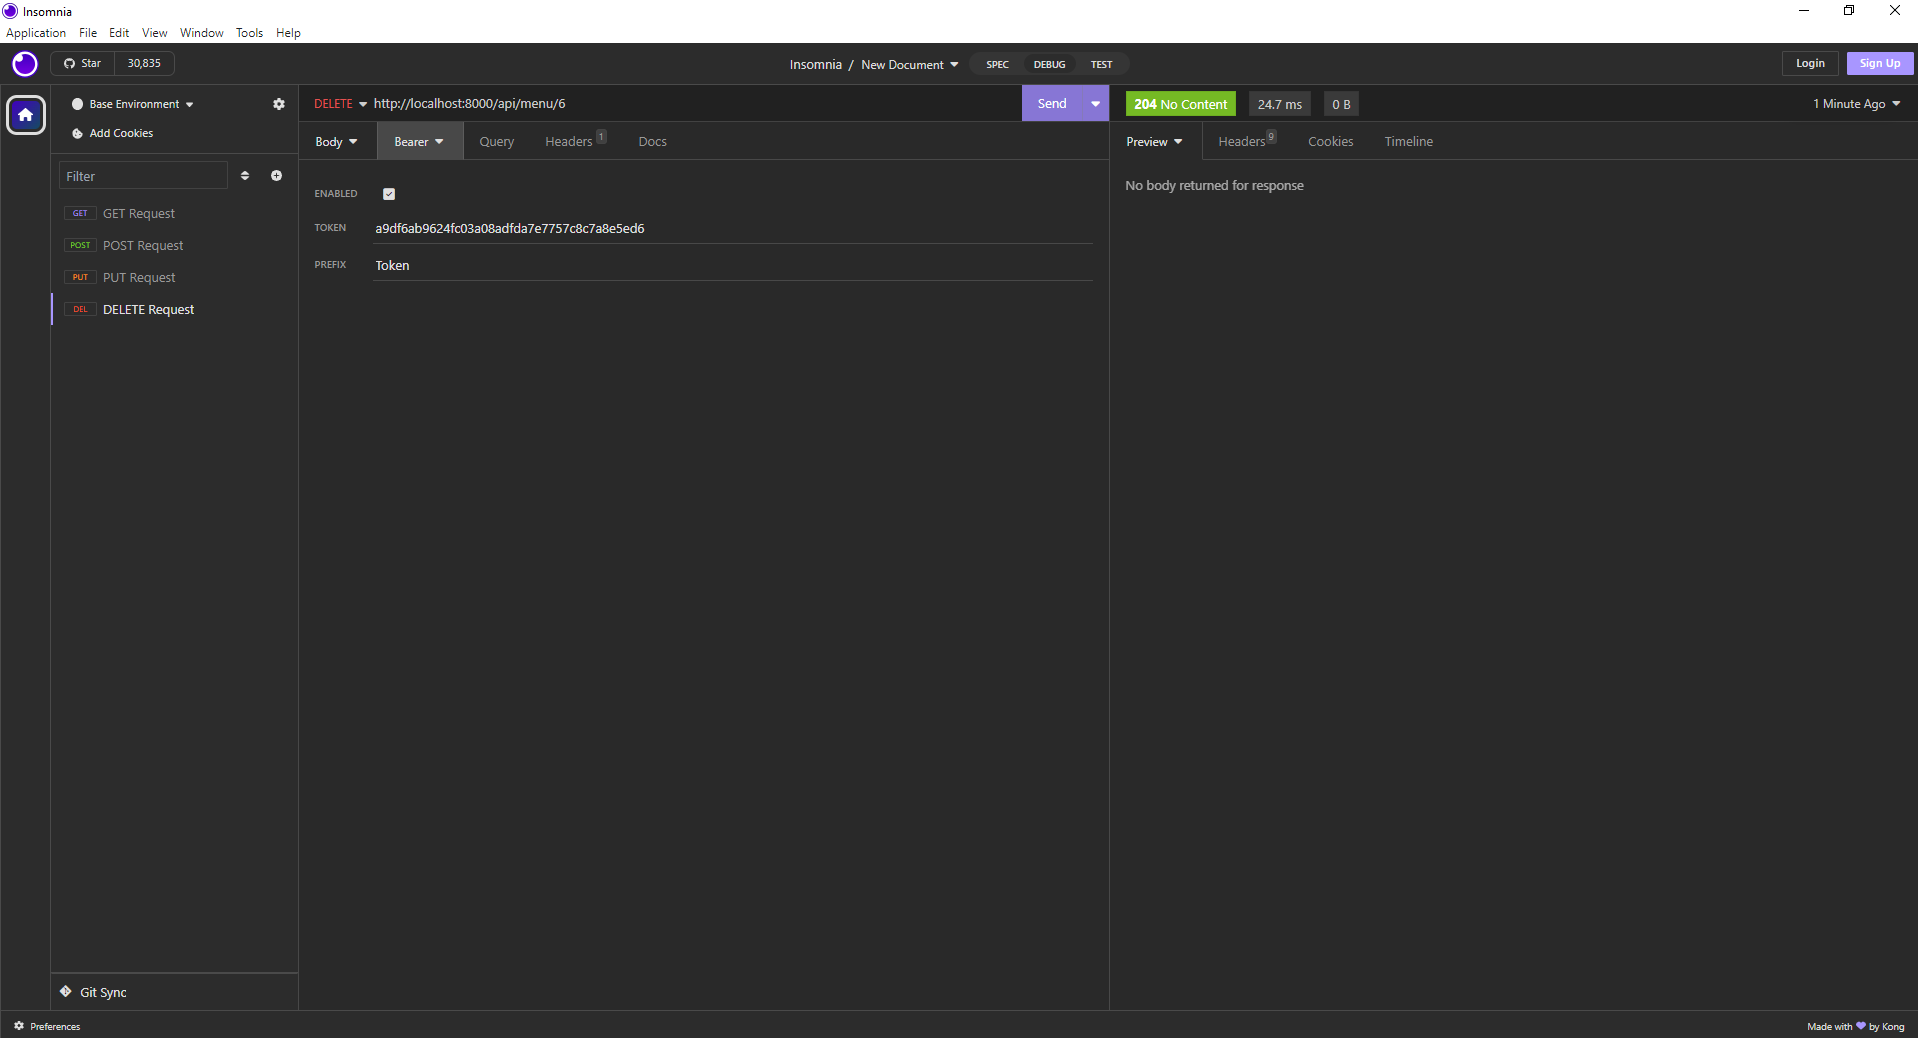 Insomnia
Application File Edit View Window Tools Help
Star 30,835 Insomnia / New Document SPEC DEBUG TEST Login Sign Up
Base Environment
Add Cookies
Filter
GET GET Request
POST POST Request
PUT PUT Request
DEL DELETE Request
Git Sync
DELETE http://localhost:8000/api/menu/6 Send
Body Bearer Query Headers 1 Docs
ENABLED
TOKEN a9df6ab9624fc03a08adfda7e7757c8c7a8e5ed6
PREFIX Token
204 No Content 24.7 ms 0 B 1 Minute Ago
Preview Headers 9 Cookies Timeline
No body returned for response
Preferences Made with by Kong